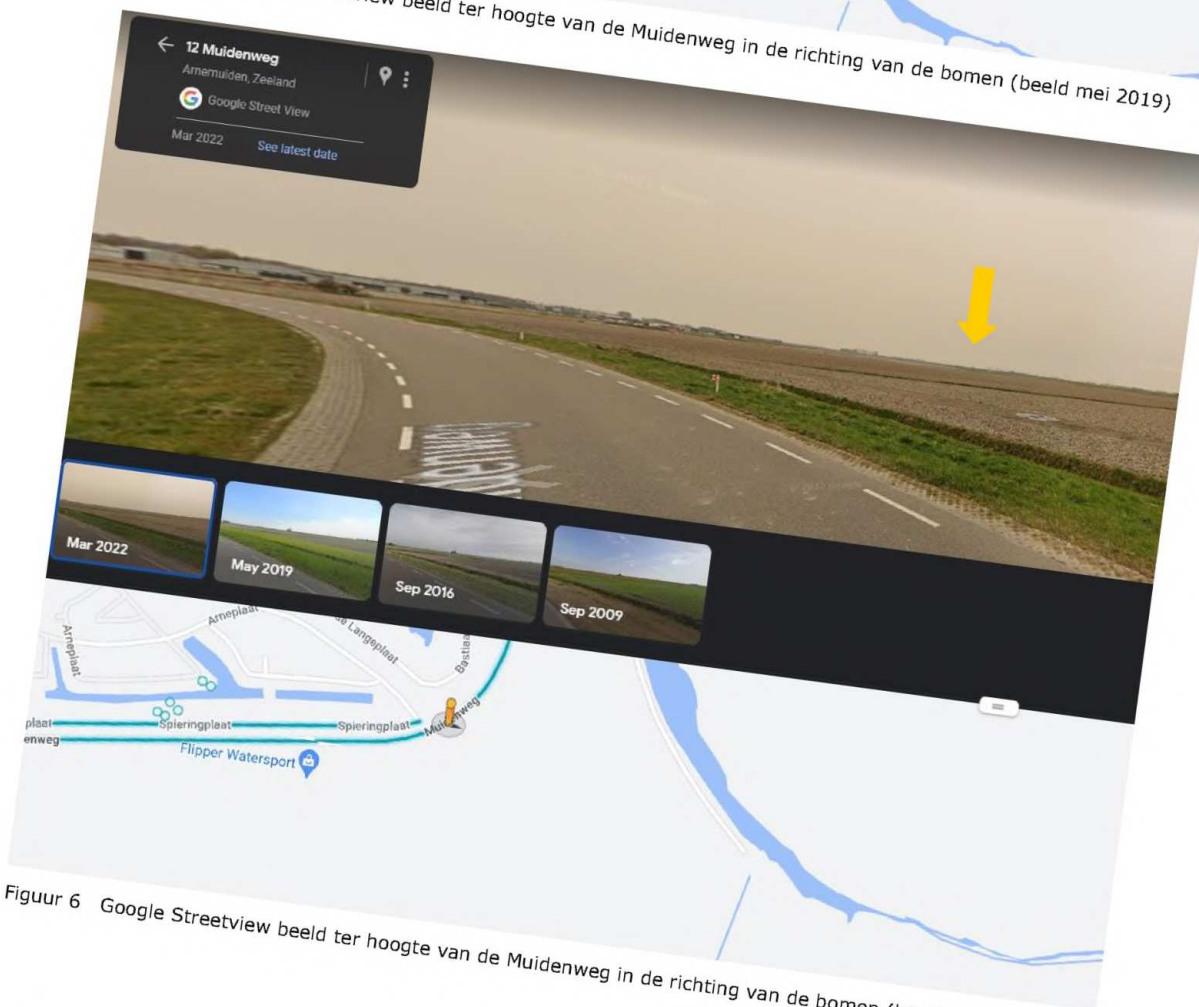 beeld ter hoogte van de Muidenweg in de richting van de bomen (beeld mei 2019)
12 Muidenweg
Arnemuiden, Zeeland
Google Street View
Mar 2022
See latest date
Mar 2022
May 2019
Sep 2016
Sep 2009
Arneplaat
Arneplaat
Langeplaat
Spieringplaat
Spieringplaat
Muidenweg
plaat
enweg
Flipper Watersport
Figuur 6 Google Streetview beeld ter hoogte van de Muidenweg in de richting van de bomen